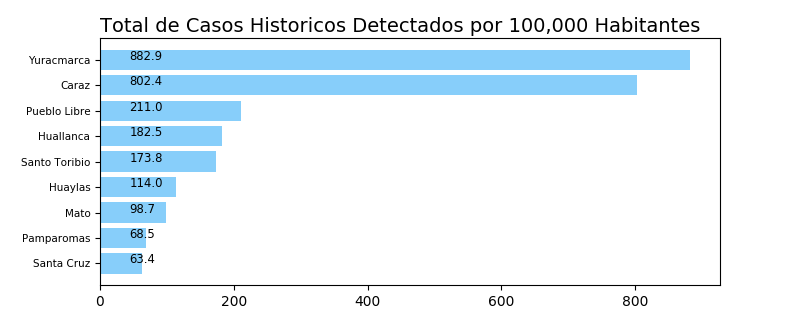 Total de Casos Historicos Detectados por 100,000 Habitantes
Yuracmarca 882.9
Caraz 802.4
Pueblo Libre 211.0
Huallanca 182.5
Santo Toribio 173.8
Huaylas 114.0
Mato 98.7
Pamparomas 68.5
Santa Cruz 63.4
0 200 400 600 800